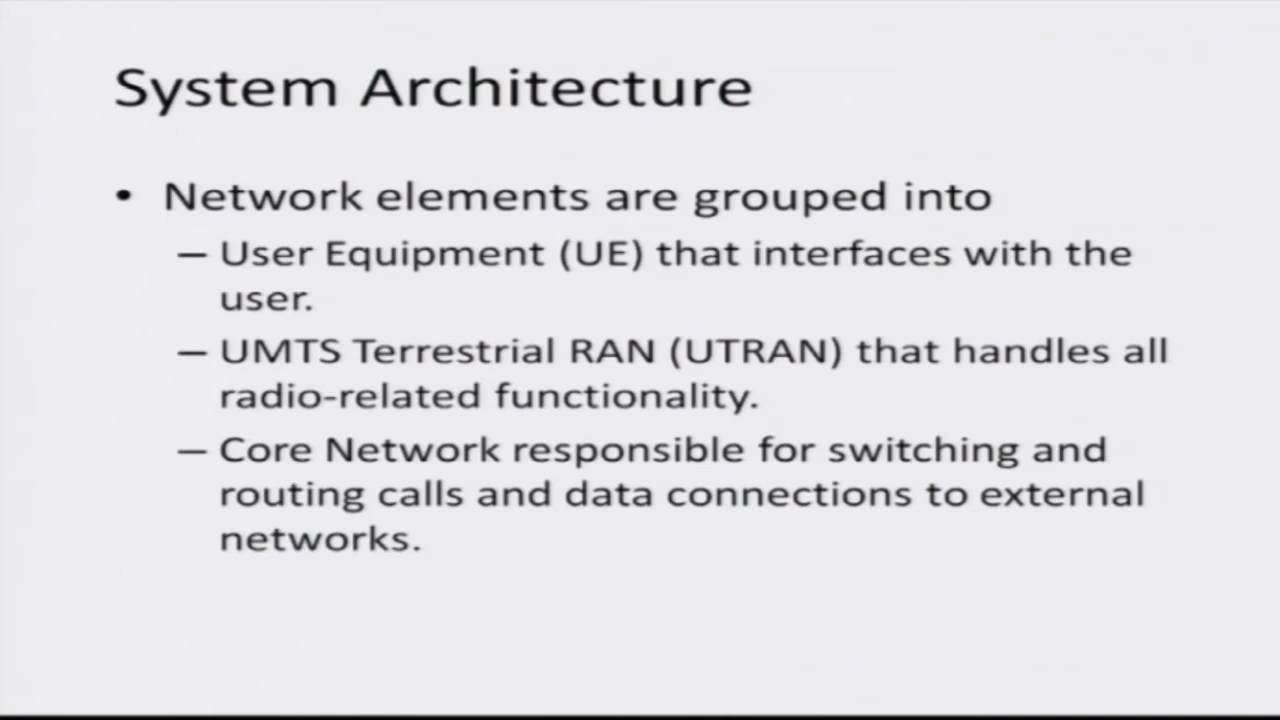 System Architecture
• Network elements are grouped into
– User Equipment (UE) that interfaces with the
user.
– UMTS Terrestrial RAN (UTRAN) that handles all
radio-related functionality.
– Core Network responsible for switching and
routing calls and data connections to external
networks.